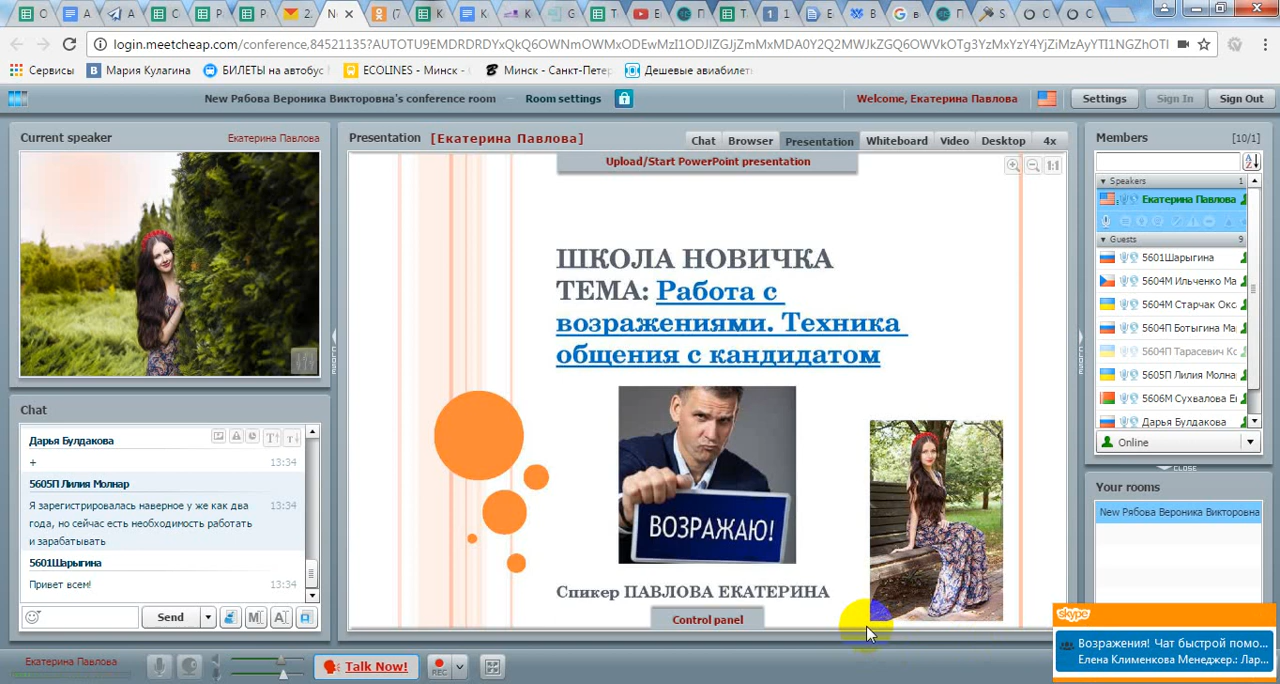 login.meetcheap.com/conference,84521135?
Сервисы
Мария Кулагина
БИЛЕТЫ на автобус
ECOLINES - Минск -
Минск - Санкт-Петер
Дешевые авиабилет
New Рябова Вероника Викторовна's conference room
Room settings
Welcome, Екатерина Павлова
Settings
Sign In
Sign Out
Current speaker
Екатерина Павлова
Presentation [Екатерина Павлова]
Chat
Browser
Presentation
Whiteboard
Video
Desktop
4x
Upload/Start PowerPoint presentation
1:1
ШКОЛА НОВИЧКА
ТЕМА: Работа с
возражениями. Техника
общения с кандидатом
ВОЗРАЖАЮ!
Спикер ПАВЛОВА ЕКАТЕРИНА
Control panel
Members
[10/1]
Speakers 1
Екатерина Павлова
Guests 9
5601Шарыгина
5604М Ильченко Ма
5604М Старчак Окс
5604П Ботыгина Ма
5604П Тарасевич Кс
5605П Лилия Молна
5606М Сухвалова Е
Дарья Булдакова
Online
CLOSE
Your rooms
New Рябова Вероника Викторовна
Chat
Дарья Булдакова
+ 13:34
5605П Лилия Молнар
Я зарегистрировалась наверное у же как два 13:34
года, но сейчас есть необходимость работать
и зарабатывать
5601Шарыгина
Привет всем! 13:34
Send
Екатерина Павлова
Talk Now!
REC
skype
Возражения! Чат быстрой помо...
Елена Клименкова Менеджер.: Лар...